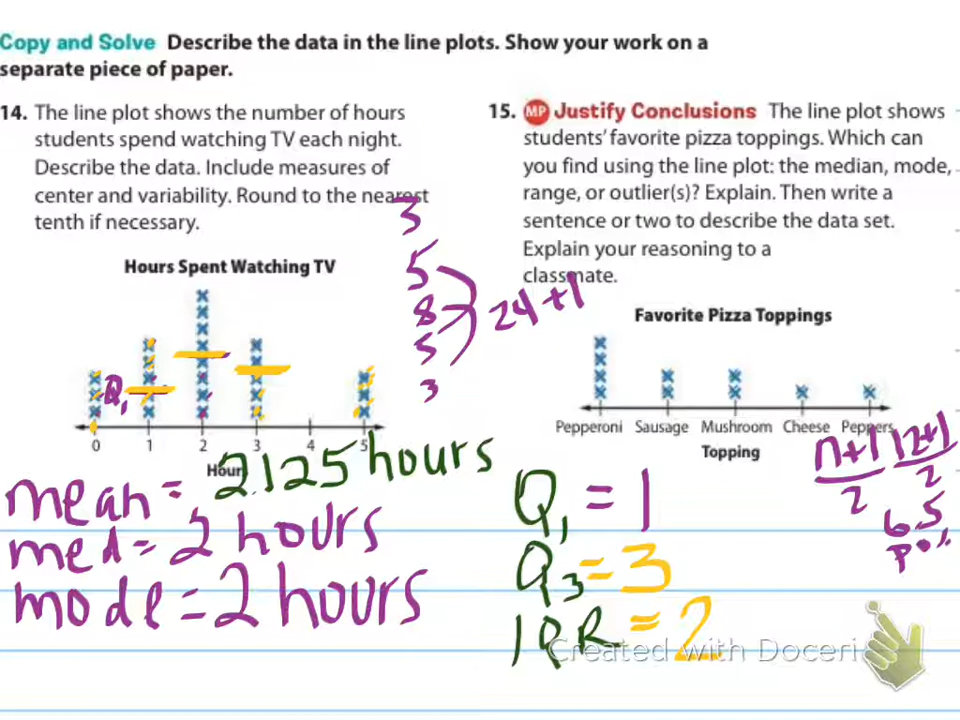 Copy and Solve Describe the data in the line plots. Show your work on a
separate piece of paper.
14. The line plot shows the number of hours
students spend watching TV each night.
Describe the data. Include measures of
center and variability. Round to the nearest
tenth if necessary.
Hours Spent Watching TV
Q1
0 1 2 3 4 5
Hour
3
5
8
5
3
24+1
15. MP Justify Conclusions The line plot shows
students' favorite pizza toppings. Which can
you find using the line plot: the median, mode,
range, or outlier(s)? Explain. Then write a
sentence or two to describe the data set.
Explain your reasoning to a
classmate.
Favorite Pizza Toppings
Pepperoni Sausage Mushroom Cheese Peppers
Topping
n+1
2
12+1
2
6.5
mean = 2.125 hours
med = 2 hours
mode = 2 hours
Q1 = 1
Q3 = 3
IQR = 2
Created with Doceri